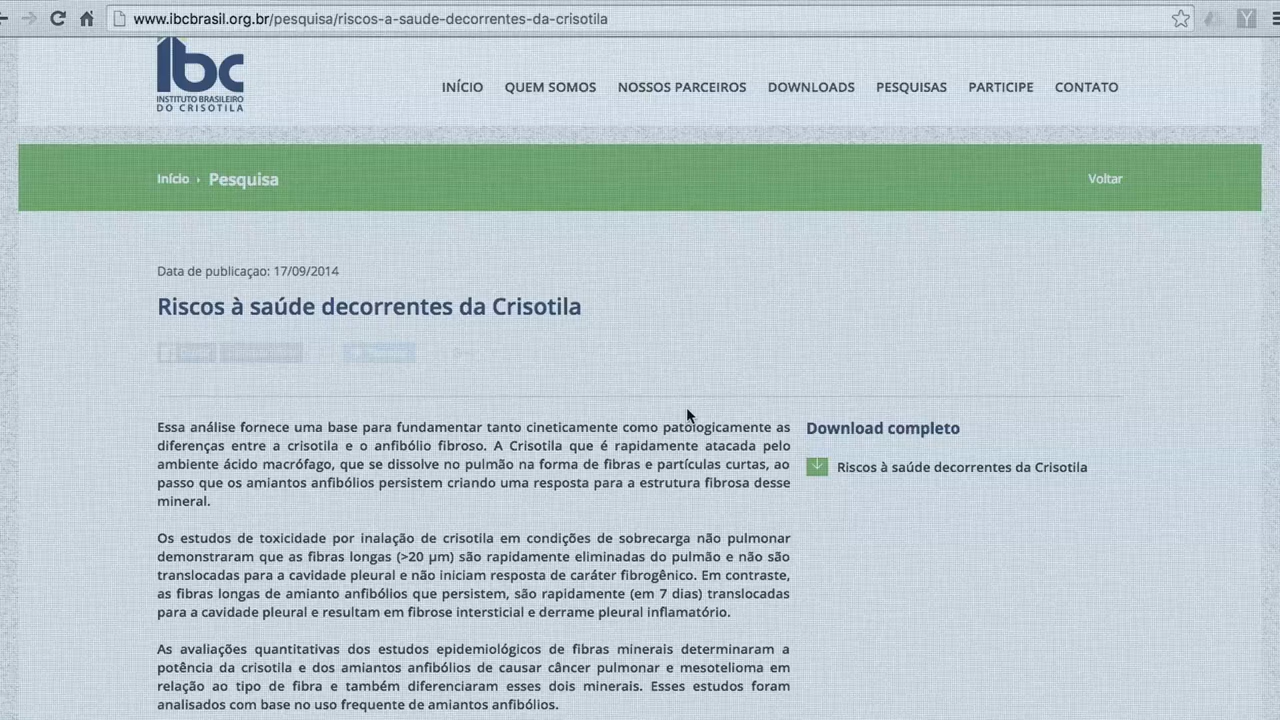 www.ibcbrasil.org.br/pesquisa/riscos-a-saude-decorrentes-da-crisotila
ibc
INSTITUTO BRASILEIRO
DO CRISOTILA
INÍCIO QUEM SOMOS NOSSOS PARCEIROS DOWNLOADS PESQUISAS PARTICIPE CONTATO
Início › Pesquisa Voltar
Data de publicaçao: 17/09/2014
Riscos à saúde decorrentes da Crisotila
Essa análise fornece uma base para fundamentar tanto cineticamente como patologicamente as
diferenças entre a crisotila e o anfibólio fibroso. A Crisotila que é rapidamente atacada pelo
ambiente ácido macrófago, que se dissolve no pulmão na forma de fibras e partículas curtas, ao
passo que os amiantos anfibólios persistem criando uma resposta para a estrutura fibrosa desse
mineral.
Os estudos de toxicidade por inalação de crisotila em condições de sobrecarga não pulmonar
demonstraram que as fibras longas (>20 µm) são rapidamente eliminadas do pulmão e não são
translocadas para a cavidade pleural e não iniciam resposta de caráter fibrogênico. Em contraste,
as fibras longas de amianto anfibólios que persistem, são rapidamente (em 7 dias) translocadas
para a cavidade pleural e resultam em fibrose intersticial e derrame pleural inflamatório.
As avaliações quantitativas dos estudos epidemiológicos de fibras minerais determinaram a
potência da crisotila e dos amiantos anfibólios de causar câncer pulmonar e mesotelioma em
relação ao tipo de fibra e também diferenciaram esses dois minerais. Esses estudos foram
analisados com base no uso frequente de amiantos anfibólios.
Download completo
Riscos à saúde decorrentes da Crisotila